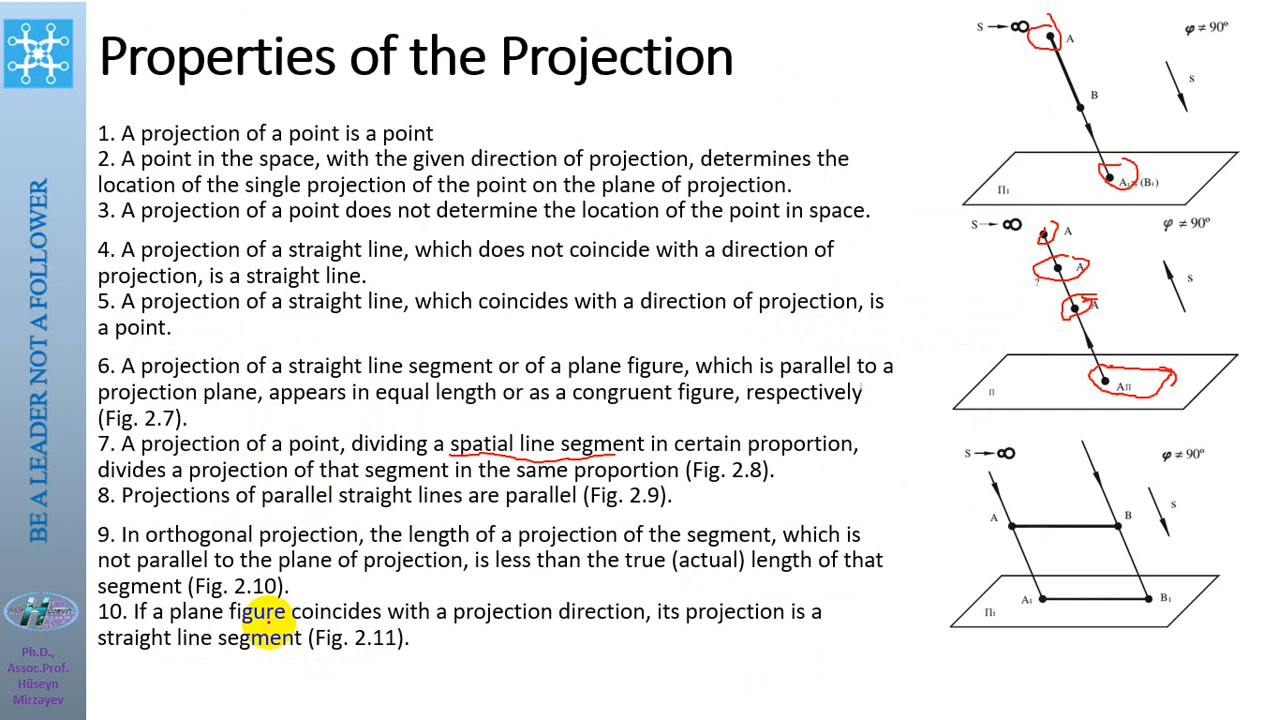 Properties of the Projection
1. A projection of a point is a point
2. A point in the space, with the given direction of projection, determines the
location of the single projection of the point on the plane of projection.
3. A projection of a point does not determine the location of the point in space.
4. A projection of a straight line, which does not coincide with a direction of
projection, is a straight line.
5. A projection of a straight line, which coincides with a direction of projection, is
a point.
6. A projection of a straight line segment or of a plane figure, which is parallel to a
projection plane, appears in equal length or as a congruent figure, respectively
(Fig. 2.7).
7. A projection of a point, dividing a spatial line segment in certain proportion,
divides a projection of that segment in the same proportion (Fig. 2.8).
8. Projections of parallel straight lines are parallel (Fig. 2.9).
9. In orthogonal projection, the length of a projection of the segment, which is
not parallel to the plane of projection, is less than the true (actual) length of that
segment (Fig. 2.10).
10. If a plane figure coincides with a projection direction, its projection is a
straight line segment (Fig. 2.11).
BE A LEADER NOT A FOLLOWER
Ph.D.,
Assoc.Prof.
Hüseyn
Mirzəyev
S → ∞
φ ≠ 90°
A
B
S
A₁ ≡ (B₁)
Π₁
S → ∞
φ ≠ 90°
A
A
?
A
S
AΠ
Π
S → ∞
φ ≠ 90°
S
A
B
A₁
B₁
Π₁